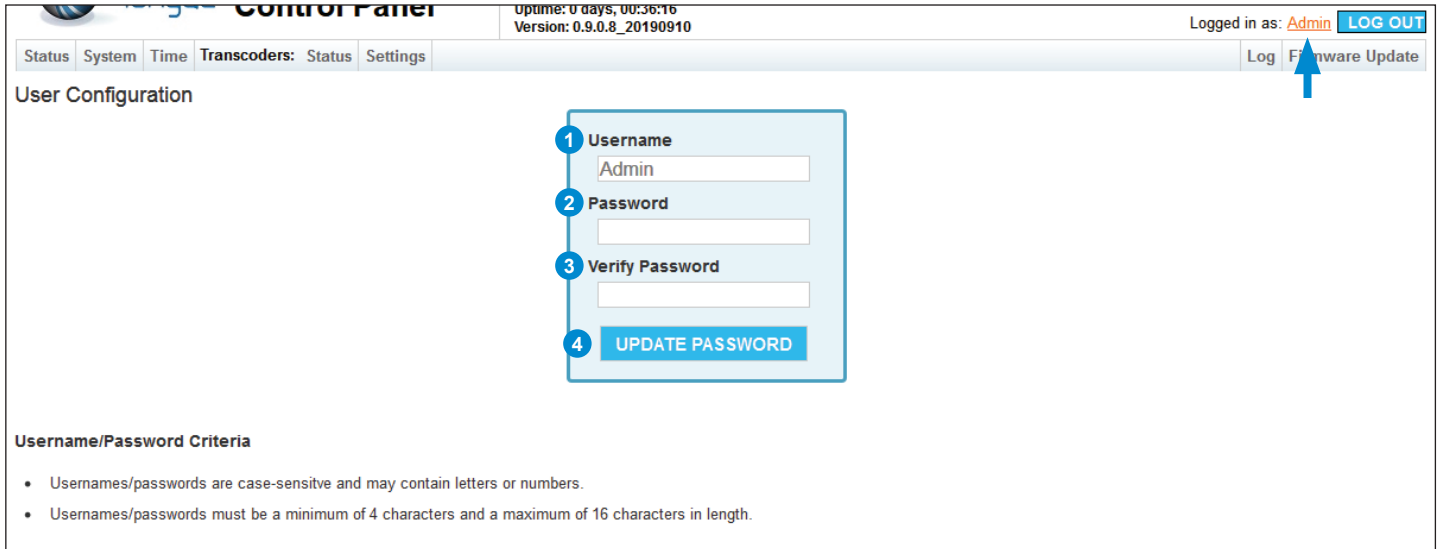 Control Panel
Uptime: 0 days, 00:36:16
Version: 0.9.0.8_20190910
Logged in as: Admin LOG OUT
Status System Time Transcoders: Status Settings Log Firmware Update
User Configuration
1 Username
Admin
2 Password
3 Verify Password
4 UPDATE PASSWORD
Username/Password Criteria
• Usernames/passwords are case-sensitve and may contain letters or numbers.
• Usernames/passwords must be a minimum of 4 characters and a maximum of 16 characters in length.